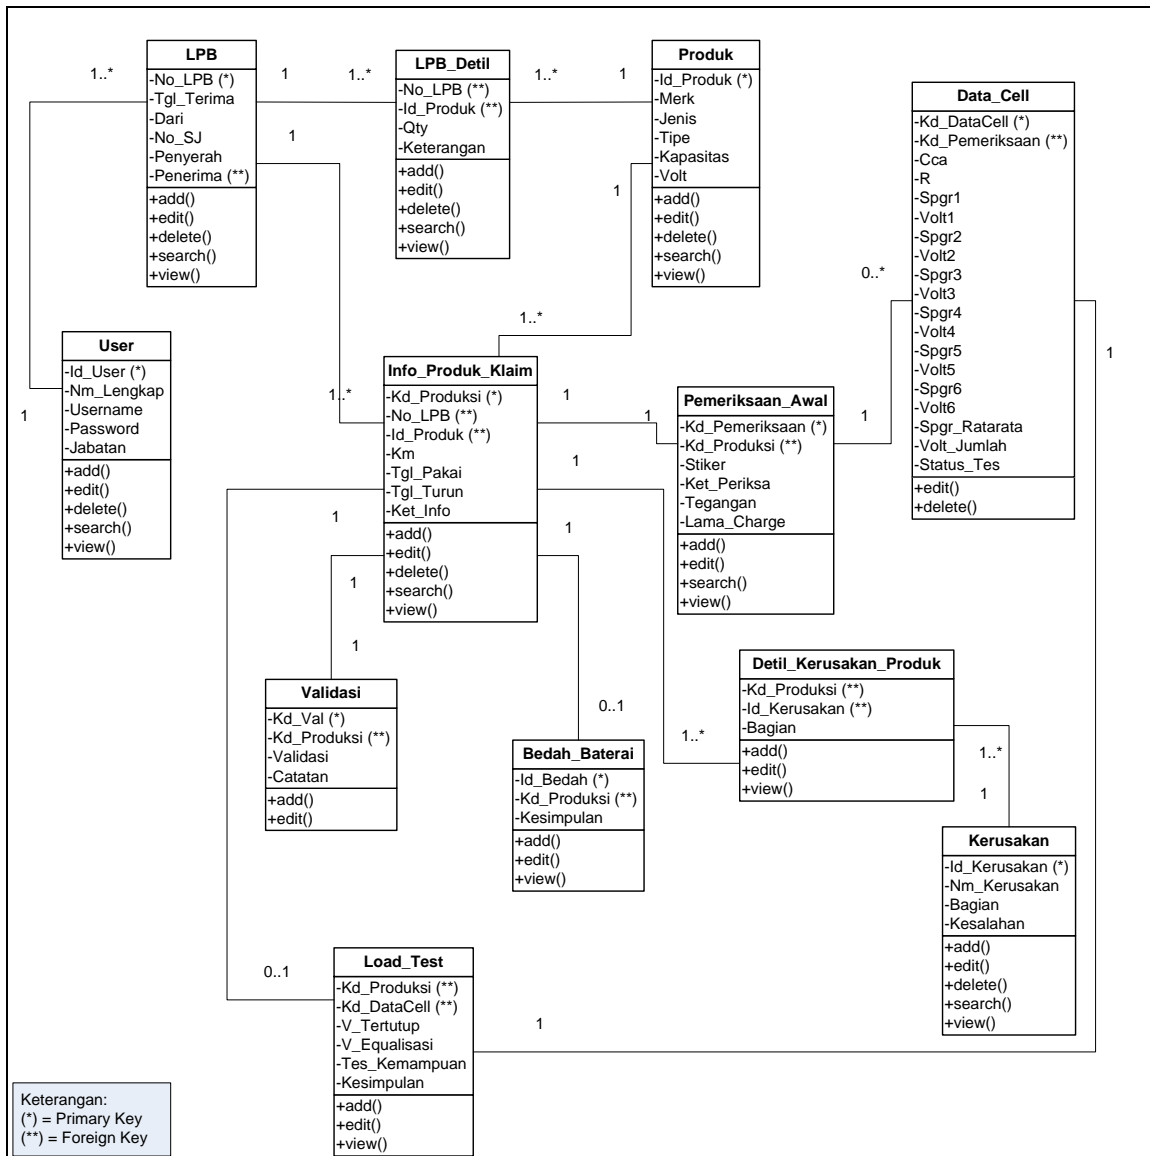 LPB
-No_LPB (*)
-Tgl_Terima
-Dari
-No_SJ
-Penyerah
-Penerima (**)
+add()
+edit()
+delete()
+search()
+view()
1..*
1
1..*
1
LPB_Detil
-No_LPB (**)
-Id_Produk (**)
-Qty
-Keterangan
+add()
+edit()
+delete()
+search()
+view()
1..*
1
Produk
-Id_Produk (*)
-Merk
-Jenis
-Tipe
-Kapasitas
-Volt
+add()
+edit()
+delete()
+search()
+view()
1
1..*
Data_Cell
-Kd_DataCell (*)
-Kd_Pemeriksaan (**)
-Cca
-R
-Spgr1
-Volt1
-Spgr2
-Volt2
-Spgr3
-Volt3
-Spgr4
-Volt4
-Spgr5
-Volt5
-Spgr6
-Volt6
-Spgr_Ratarata
-Volt_Jumlah
-Status_Tes
+edit()
+delete()
0..*
1
User
-Id_User (*)
-Nm_Lengkap
-Username
-Password
-Jabatan
+add()
+edit()
+delete()
+search()
+view()
1
1..*
Info_Produk_Klaim
-Kd_Produksi (*)
-No_LPB (**)
-Id_Produk (**)
-Km
-Tgl_Pakai
-Tgl_Turun
-Ket_Info
+add()
+edit()
+delete()
+search()
+view()
1
1
1
1
1
1
Pemeriksaan_Awal
-Kd_Pemeriksaan (*)
-Kd_Produksi (**)
-Stiker
-Ket_Periksa
-Tegangan
-Lama_Charge
+add()
+edit()
+delete()
+search()
+view()
1
1
Validasi
-Kd_Val (*)
-Kd_Produksi (**)
-Validasi
-Catatan
+add()
+edit()
0..1
Bedah_Baterai
-Id_Bedah (*)
-Kd_Produksi (**)
-Kesimpulan
+add()
+edit()
+view()
1..*
Detil_Kerusakan_Produk
-Kd_Produksi (**)
-Id_Kerusakan (**)
-Bagian
+add()
+edit()
+view()
1..*
1
Kerusakan
-Id_Kerusakan (*)
-Nm_Kerusakan
-Bagian
-Kesalahan
+add()
+edit()
+delete()
+search()
+view()
0..1
Load_Test
-Kd_Produksi (**)
-Kd_DataCell (**)
-V_Tertutup
-V_Equalisasi
-Tes_Kemampuan
-Kesimpulan
+add()
+edit()
+view()
1
Keterangan:
(*) = Primary Key
(**) = Foreign Key